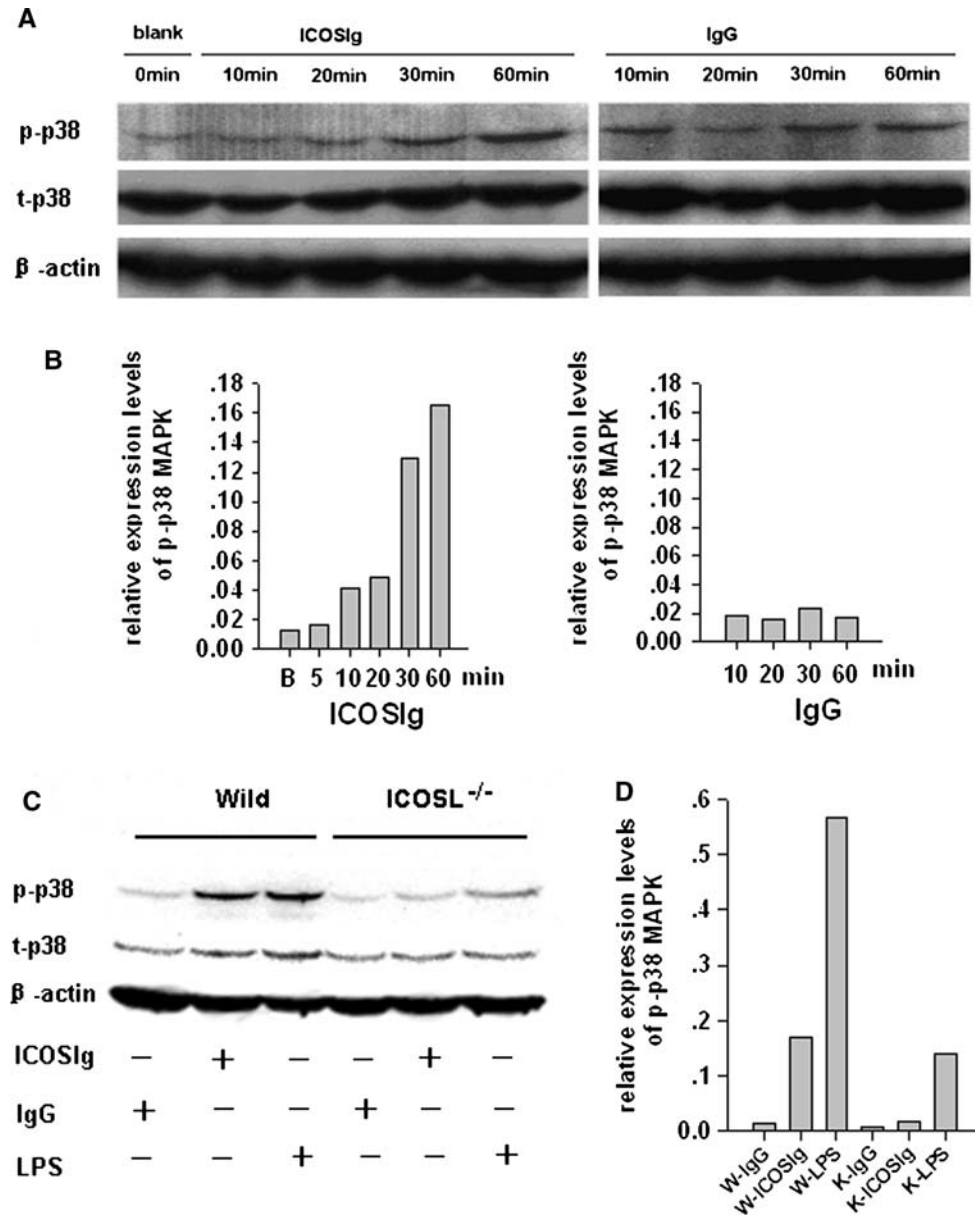 A
blank ICOSIg IgG
0min 10min 20min 30min 60min 10min 20min 30min 60min
p-p38
t-p38
β -actin
B
relative expression levels
of p-p38 MAPK
.18
.16
.14
.12
.10
.08
.06
.04
.02
0.00
B 5 10 20 30 60 min
ICOSIg
relative expression levels
of p-p38 MAPK
.18
.16
.14
.12
.10
.08
.06
.04
.02
0.00
10 20 30 60 min
IgG
C
Wild ICOSL -/-
p-p38
t-p38
β -actin
ICOSIg – + – – + –
IgG + – – + – –
LPS – – + – – +
D
relative expression levels
of p-p38 MAPK
.6
.5
.4
.3
.2
.1
0.0
W-IgG W-ICOSIg W-LPS K-IgG K-ICOSIg K-LPS